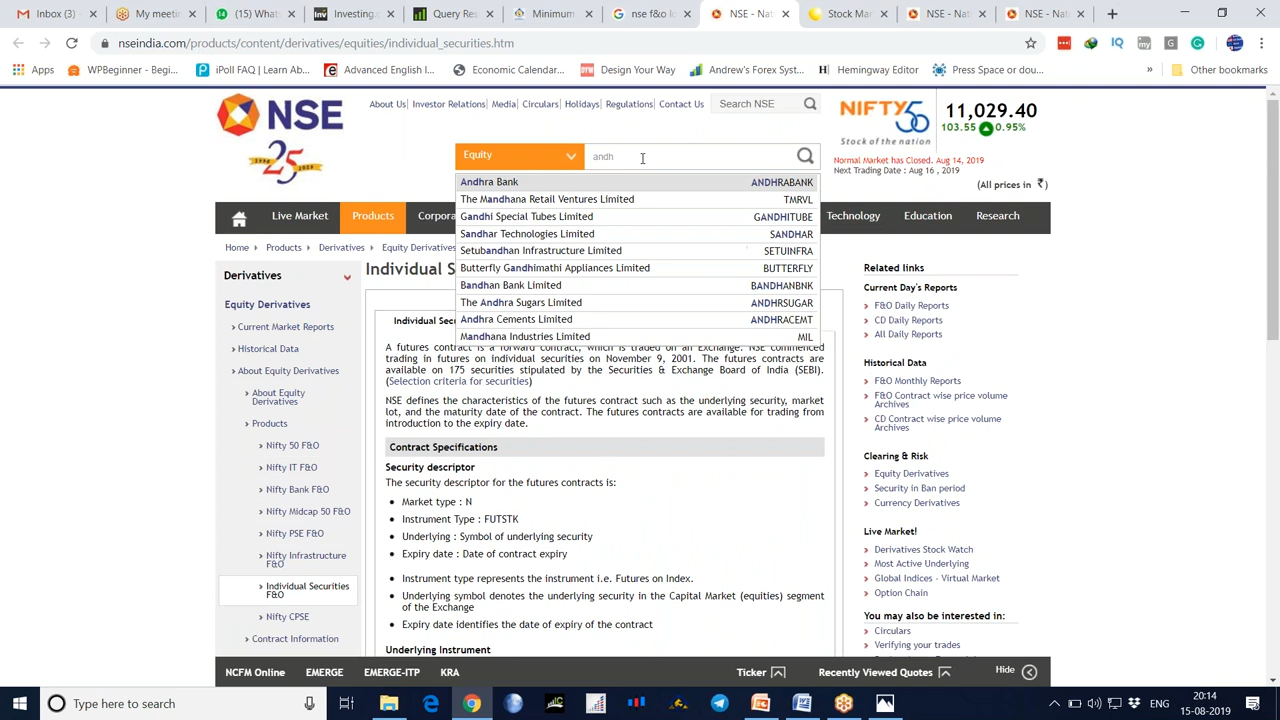 Inbox (
My meeting
(15) Whats
Investing.
Query Res
Minimum
nse f&o lo
NSE - Nat
Stock Mar
NSE - Nat
NSE - Nat
nseindia.com/products/content/derivatives/equities/individual_securities.htm
Apps
WPBeginner - Begi...
iPoll FAQ | Learn Ab...
Advanced English I...
Economic Calendar...
Design Your Way
Andrew's Forex Syst...
Hemingway Editor
Press Space or dou...
»
Other bookmarks
NSE
25
About Us | Investor Relations | Media | Circulars | Holidays | Regulations | Contact Us
Search NSE
NIFTY50
Stock of the nation
11,029.40
103.55 0.95%
Normal Market has Closed. Aug 14, 2019
Next Trading Date : Aug 16 , 2019
(All prices in ₹)
Equity
andh
Andhra Bank ANDHRABANK
The Mandhana Retail Ventures Limited TMRVL
Gandhi Special Tubes Limited GANDHITUBE
Sandhar Technologies Limited SANDHAR
Setubandhan Infrastructure Limited SETUINFRA
Butterfly Gandhimathi Appliances Limited BUTTERFLY
Bandhan Bank Limited BANDHANBNK
The Andhra Sugars Limited ANDHRSUGAR
Andhra Cements Limited ANDHRACEMT
Mandhana Industries Limited MIL
Live Market
Products
Corpora
Technology
Education
Research
Home
Products
Derivatives
Equity Derivatives
Derivatives
Equity Derivatives
Current Market Reports
Historical Data
About Equity Derivatives
About Equity
Derivatives
Products
Nifty 50 F&O
Nifty IT F&O
Nifty Bank F&O
Nifty Midcap 50 F&O
Nifty PSE F&O
Nifty Infrastructure
F&O
Individual Securities
F&O
Nifty CPSE
Contract Information
Individual S
Individual Secu
A futures contract is a forward contract, which is traded on an Exchange. NSE commenced
trading in futures on individual securities on November 9, 2001. The futures contracts are
available on 175 securities stipulated by the Securities & Exchange Board of India (SEBI).
(Selection criteria for securities)
NSE defines the characteristics of the futures contract such as the underlying security, market
lot, and the maturity date of the contract. The futures contracts are available for trading from
introduction to the expiry date.
Contract Specifications
Security descriptor
The security descriptor for the futures contracts is:
Market type : N
Instrument Type : FUTSTK
Underlying : Symbol of underlying security
Expiry date : Date of contract expiry
Instrument type represents the instrument i.e. Futures on Index.
Underlying symbol denotes the underlying security in the Capital Market (equities) segment
of the Exchange
Expiry date identifies the date of expiry of the contract
Underlying Instrument
Related links
Current Day's Reports
F&O Daily Reports
CD Daily Reports
All Daily Reports
Historical Data
F&O Monthly Reports
F&O Contract wise price volume
Archives
CD Contract wise price volume
Archives
Clearing & Risk
Equity Derivatives
Security in Ban period
Currency Derivatives
Live Market!
Derivatives Stock Watch
Most Active Underlying
Global Indices - Virtual Market
Option Chain
You may also be interested in:
Circulars
Verifying your trades
NCFM Online
EMERGE
EMERGE-ITP
KRA
Ticker
Recently Viewed Quotes
Hide
Type here to search
ENG
20:14
15-08-2019